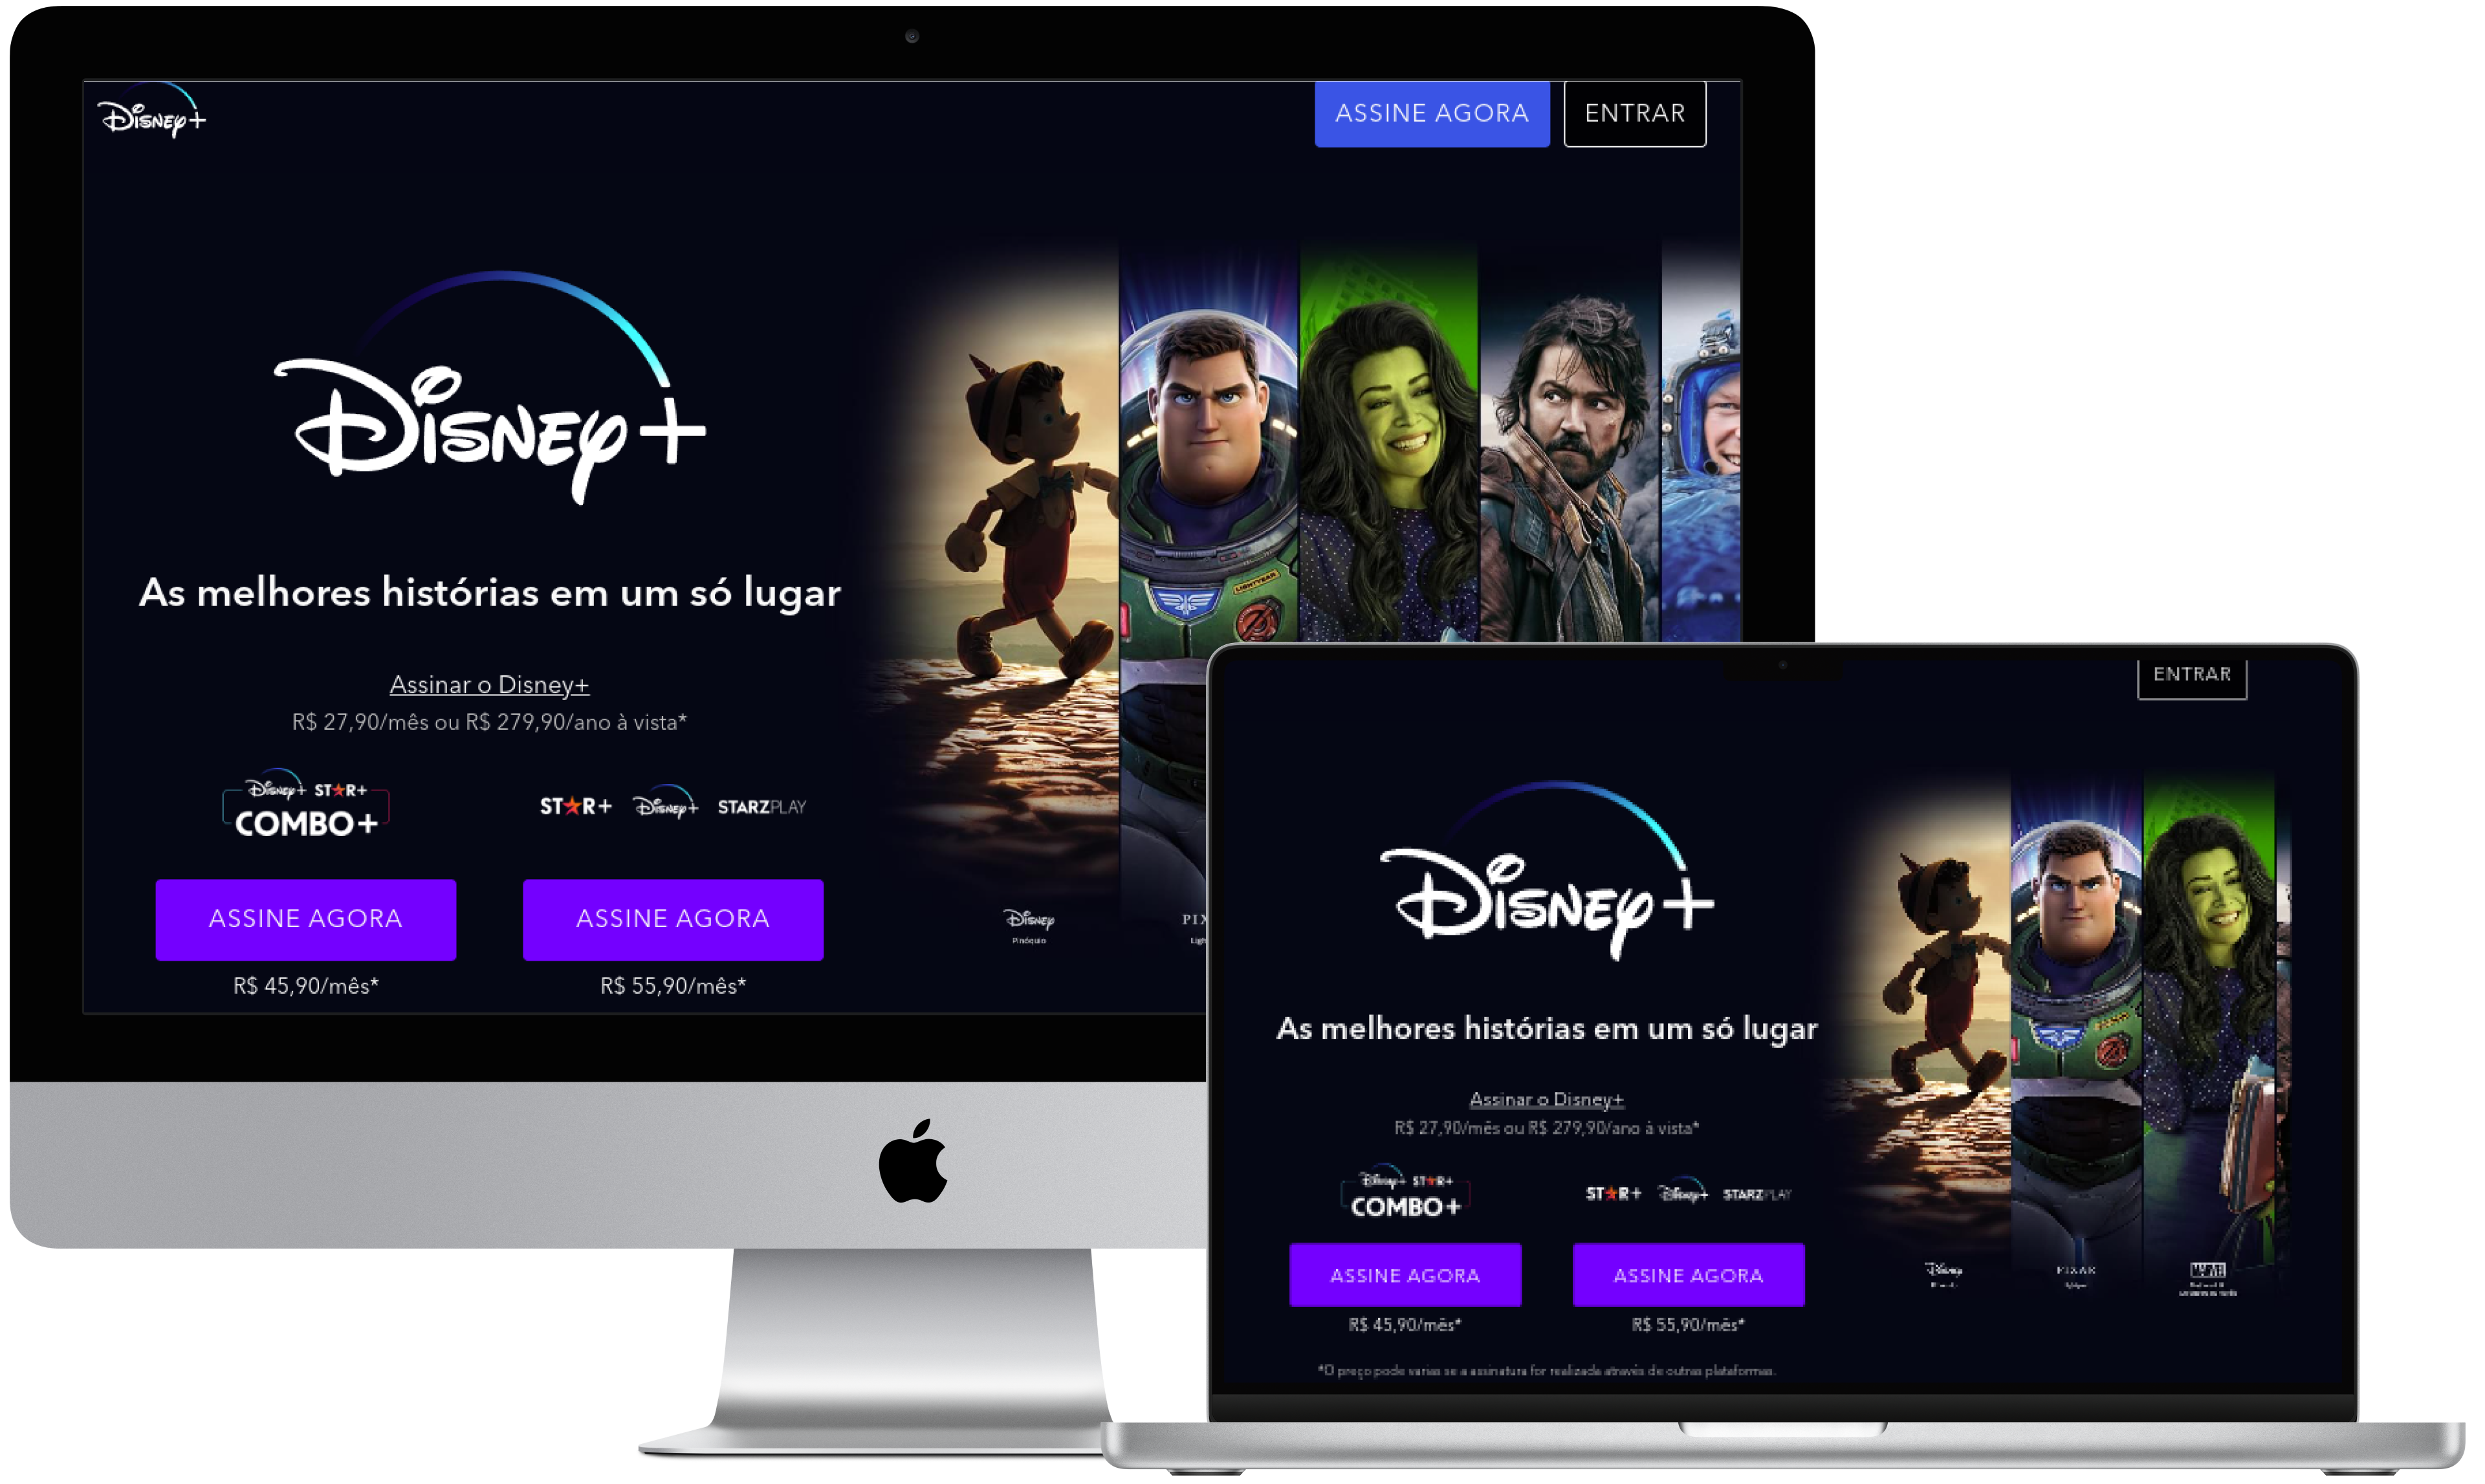 Disney+
ASSINE AGORA
ENTRAR
Disney+
As melhores histórias em um só lugar
Assinar o Disney+
R$ 27,90/mês ou R$ 279,90/ano à vista*
Disney+ STAR+
COMBO+
STAR+ Disney+ STARZPLAY
ASSINE AGORA
ASSINE AGORA
R$ 45,90/mês*
R$ 55,90/mês*
LIGHTYEAR
Disney
Pinóquio
PIX
Ligh
ENTRAR
Disney+
As melhores histórias em um só lugar
Assinar o Disney+
R$ 27,90/mês ou R$ 279,90/ano à vista*
Disney+ STAR+
COMBO+
STAR+ Disney+ STARZPLAY
ASSINE AGORA
ASSINE AGORA
R$ 45,90/mês*
R$ 55,90/mês*
Disney
PIXAR
MARVEL
*O preço pode varias se a assinatura for realizada através de outras plataformas.